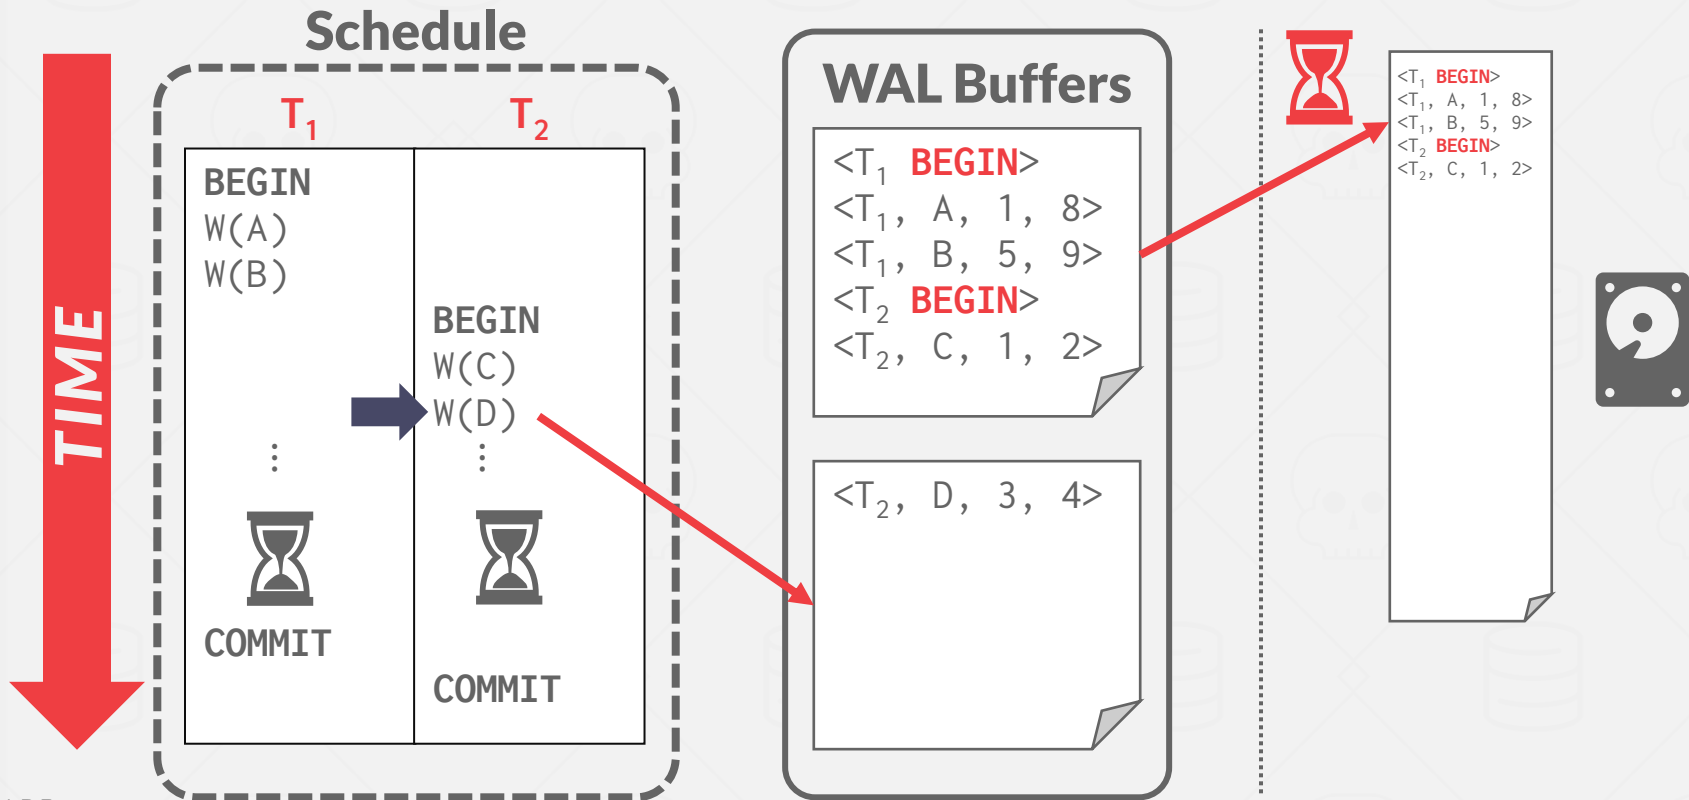 Schedule
TIME
T₁ T₂
BEGIN
W(A)
W(B)
⋮
COMMIT
BEGIN
W(C)
W(D)
⋮
COMMIT
WAL Buffers
<T₁ BEGIN>
<T₁, A, 1, 8>
<T₁, B, 5, 9>
<T₂ BEGIN>
<T₂, C, 1, 2>
<T₂, D, 3, 4>
<T₁ BEGIN>
<T₁, A, 1, 8>
<T₁, B, 5, 9>
<T₂ BEGIN>
<T₂, C, 1, 2>